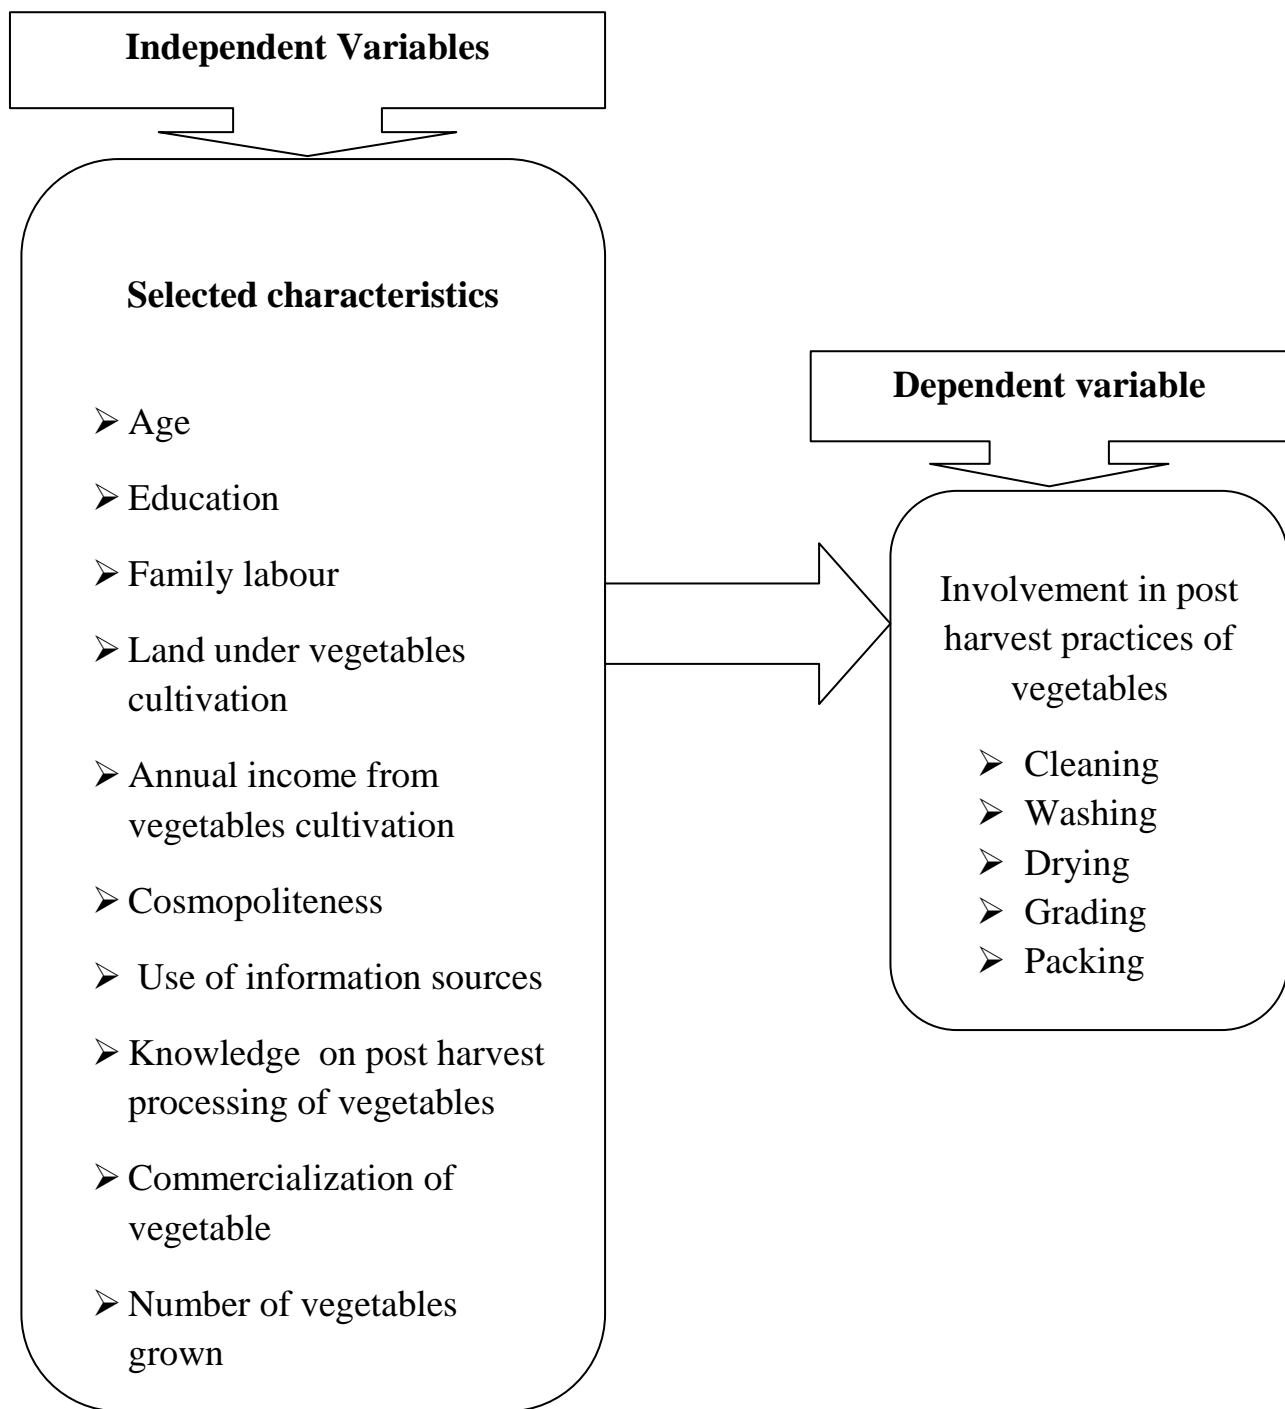 Independent Variables
Selected characteristics
➢ Age
➢ Education
➢ Family labour
➢ Land under vegetables
cultivation
➢ Annual income from
vegetables cultivation
➢ Cosmopoliteness
➢ Use of information sources
➢ Knowledge on post harvest
processing of vegetables
➢ Commercialization of
vegetable
➢ Number of vegetables
grown
Dependent variable
Involvement in post
harvest practices of
vegetables
➢ Cleaning
➢ Washing
➢ Drying
➢ Grading
➢ Packing